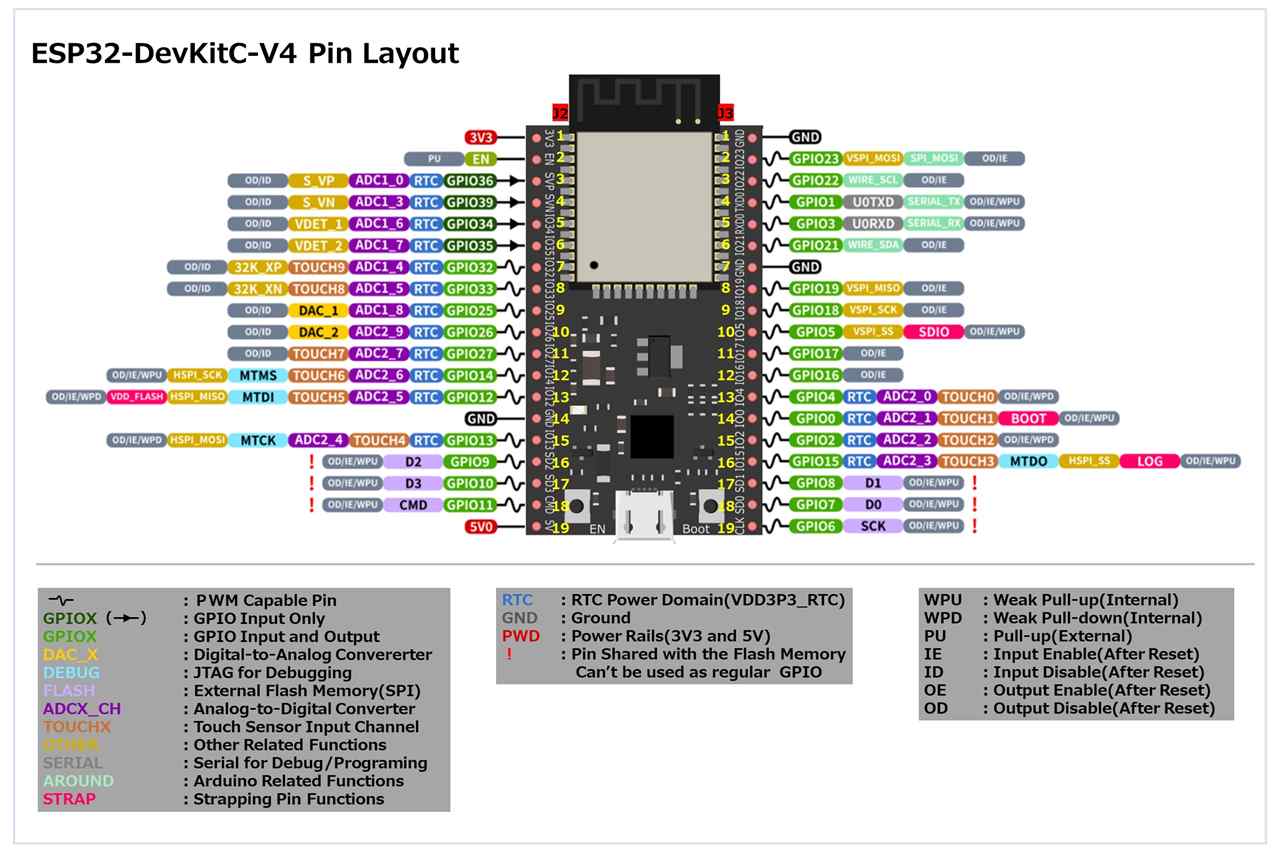 ESP32-DevKitC-V4 Pin Layout
J2 J3
3V3 3V3 1 1 GND GND
PU EN EN 2 2 IO23 GPIO23 VSPI_MOSI SPI_MOSI OD/IE
OD/ID S_VP ADC1_0 RTC GPIO36 SVP 3 3 IO22 GPIO22 WIRE_SCL OD/IE
OD/ID S_VN ADC1_3 RTC GPIO39 SVN 4 4 TXD0 GPIO1 U0TXD SERIAL_TX OD/IE/WPU
OD/ID VDET_1 ADC1_6 RTC GPIO34 IO34 5 5 RXD0 GPIO3 U0RXD SERIAL_RX OD/IE/WPU
OD/ID VDET_2 ADC1_7 RTC GPIO35 IO35 6 6 IO21 GPIO21 WIRE_SDA OD/IE
OD/ID 32K_XP TOUCH9 ADC1_4 RTC GPIO32 IO32 7 7 GND GND
OD/ID 32K_XN TOUCH8 ADC1_5 RTC GPIO33 IO33 8 8 IO19 GPIO19 VSPI_MISO OD/IE
OD/ID DAC_1 ADC1_8 RTC GPIO25 IO25 9 9 IO18 GPIO18 VSPI_SCK OD/IE
OD/ID DAC_2 ADC2_9 RTC GPIO26 IO26 10 10 IO5 GPIO5 VSPI_SS SDIO OD/IE/WPU
OD/ID TOUCH7 ADC2_7 RTC GPIO27 IO27 11 11 IO17 GPIO17 OD/IE
OD/IE/WPU HSPI_SCK MTMS TOUCH6 ADC2_6 RTC GPIO14 IO14 12 12 IO16 GPIO16 OD/IE
OD/IE/WPD VDD_FLASH HSPI_MISO MTDI TOUCH5 ADC2_5 RTC GPIO12 IO12 13 13 IO4 GPIO4 RTC ADC2_0 TOUCH0 OD/IE/WPD
GND GND 14 14 IO0 GPIO0 RTC ADC2_1 TOUCH1 BOOT OD/IE/WPU
OD/IE/WPD HSPI_MOSI MTCK ADC2_4 TOUCH4 RTC GPIO13 IO13 15 15 IO2 GPIO2 RTC ADC2_2 TOUCH2 OD/IE/WPD
! OD/IE/WPU D2 GPIO9 SD2 16 16 IO15 GPIO15 RTC ADC2_3 TOUCH3 MTDO HSPI_SS LOG OD/IE/WPU
! OD/IE/WPU D3 GPIO10 SD3 17 17 SD1 GPIO8 D1 OD/IE/WPU !
! OD/IE/WPU CMD GPIO11 CMD 18 18 SD0 GPIO7 D0 OD/IE/WPU !
5V0 5V 19 EN Boot 19 CLK GPIO6 SCK OD/IE/WPU !
: PWM Capable Pin
GPIOX ( ) : GPIO Input Only
GPIOX : GPIO Input and Output
DAC_X : Digital-to-Analog Convererter
DEBUG : JTAG for Debugging
FLASH : External Flash Memory(SPI)
ADCX_CH : Analog-to-Digital Converter
TOUCHX : Touch Sensor Input Channel
OTHER : Other Related Functions
SERIAL : Serial for Debug/Programing
AROUND : Arduino Related Functions
STRAP : Strapping Pin Functions
RTC : RTC Power Domain(VDD3P3_RTC)
GND : Ground
PWD : Power Rails(3V3 and 5V)
! : Pin Shared with the Flash Memory
Can't be used as regular GPIO
WPU : Weak Pull-up(Internal)
WPD : Weak Pull-down(Internal)
PU : Pull-up(External)
IE : Input Enable(After Reset)
ID : Input Disable(After Reset)
OE : Output Enable(After Reset)
OD : Output Disable(After Reset)